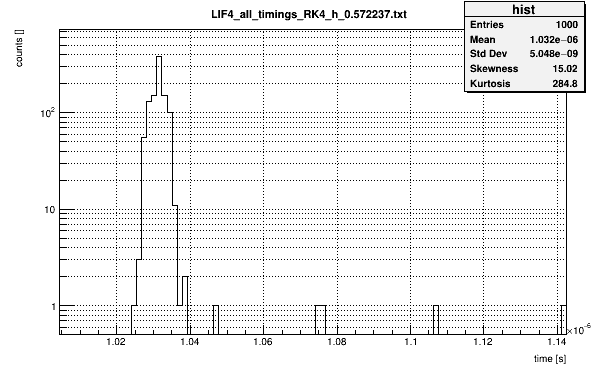 LIF4_all_timings_RK4_h_0.572237.txt
hist
Entries 1000
Mean 1.032e−06
Std Dev 5.048e−09
Skewness 15.02
Kurtosis 284.8
counts []
10²
10
1
1.02 1.04 1.06 1.08 1.1 1.12 1.14
×10⁻⁶
time [s]